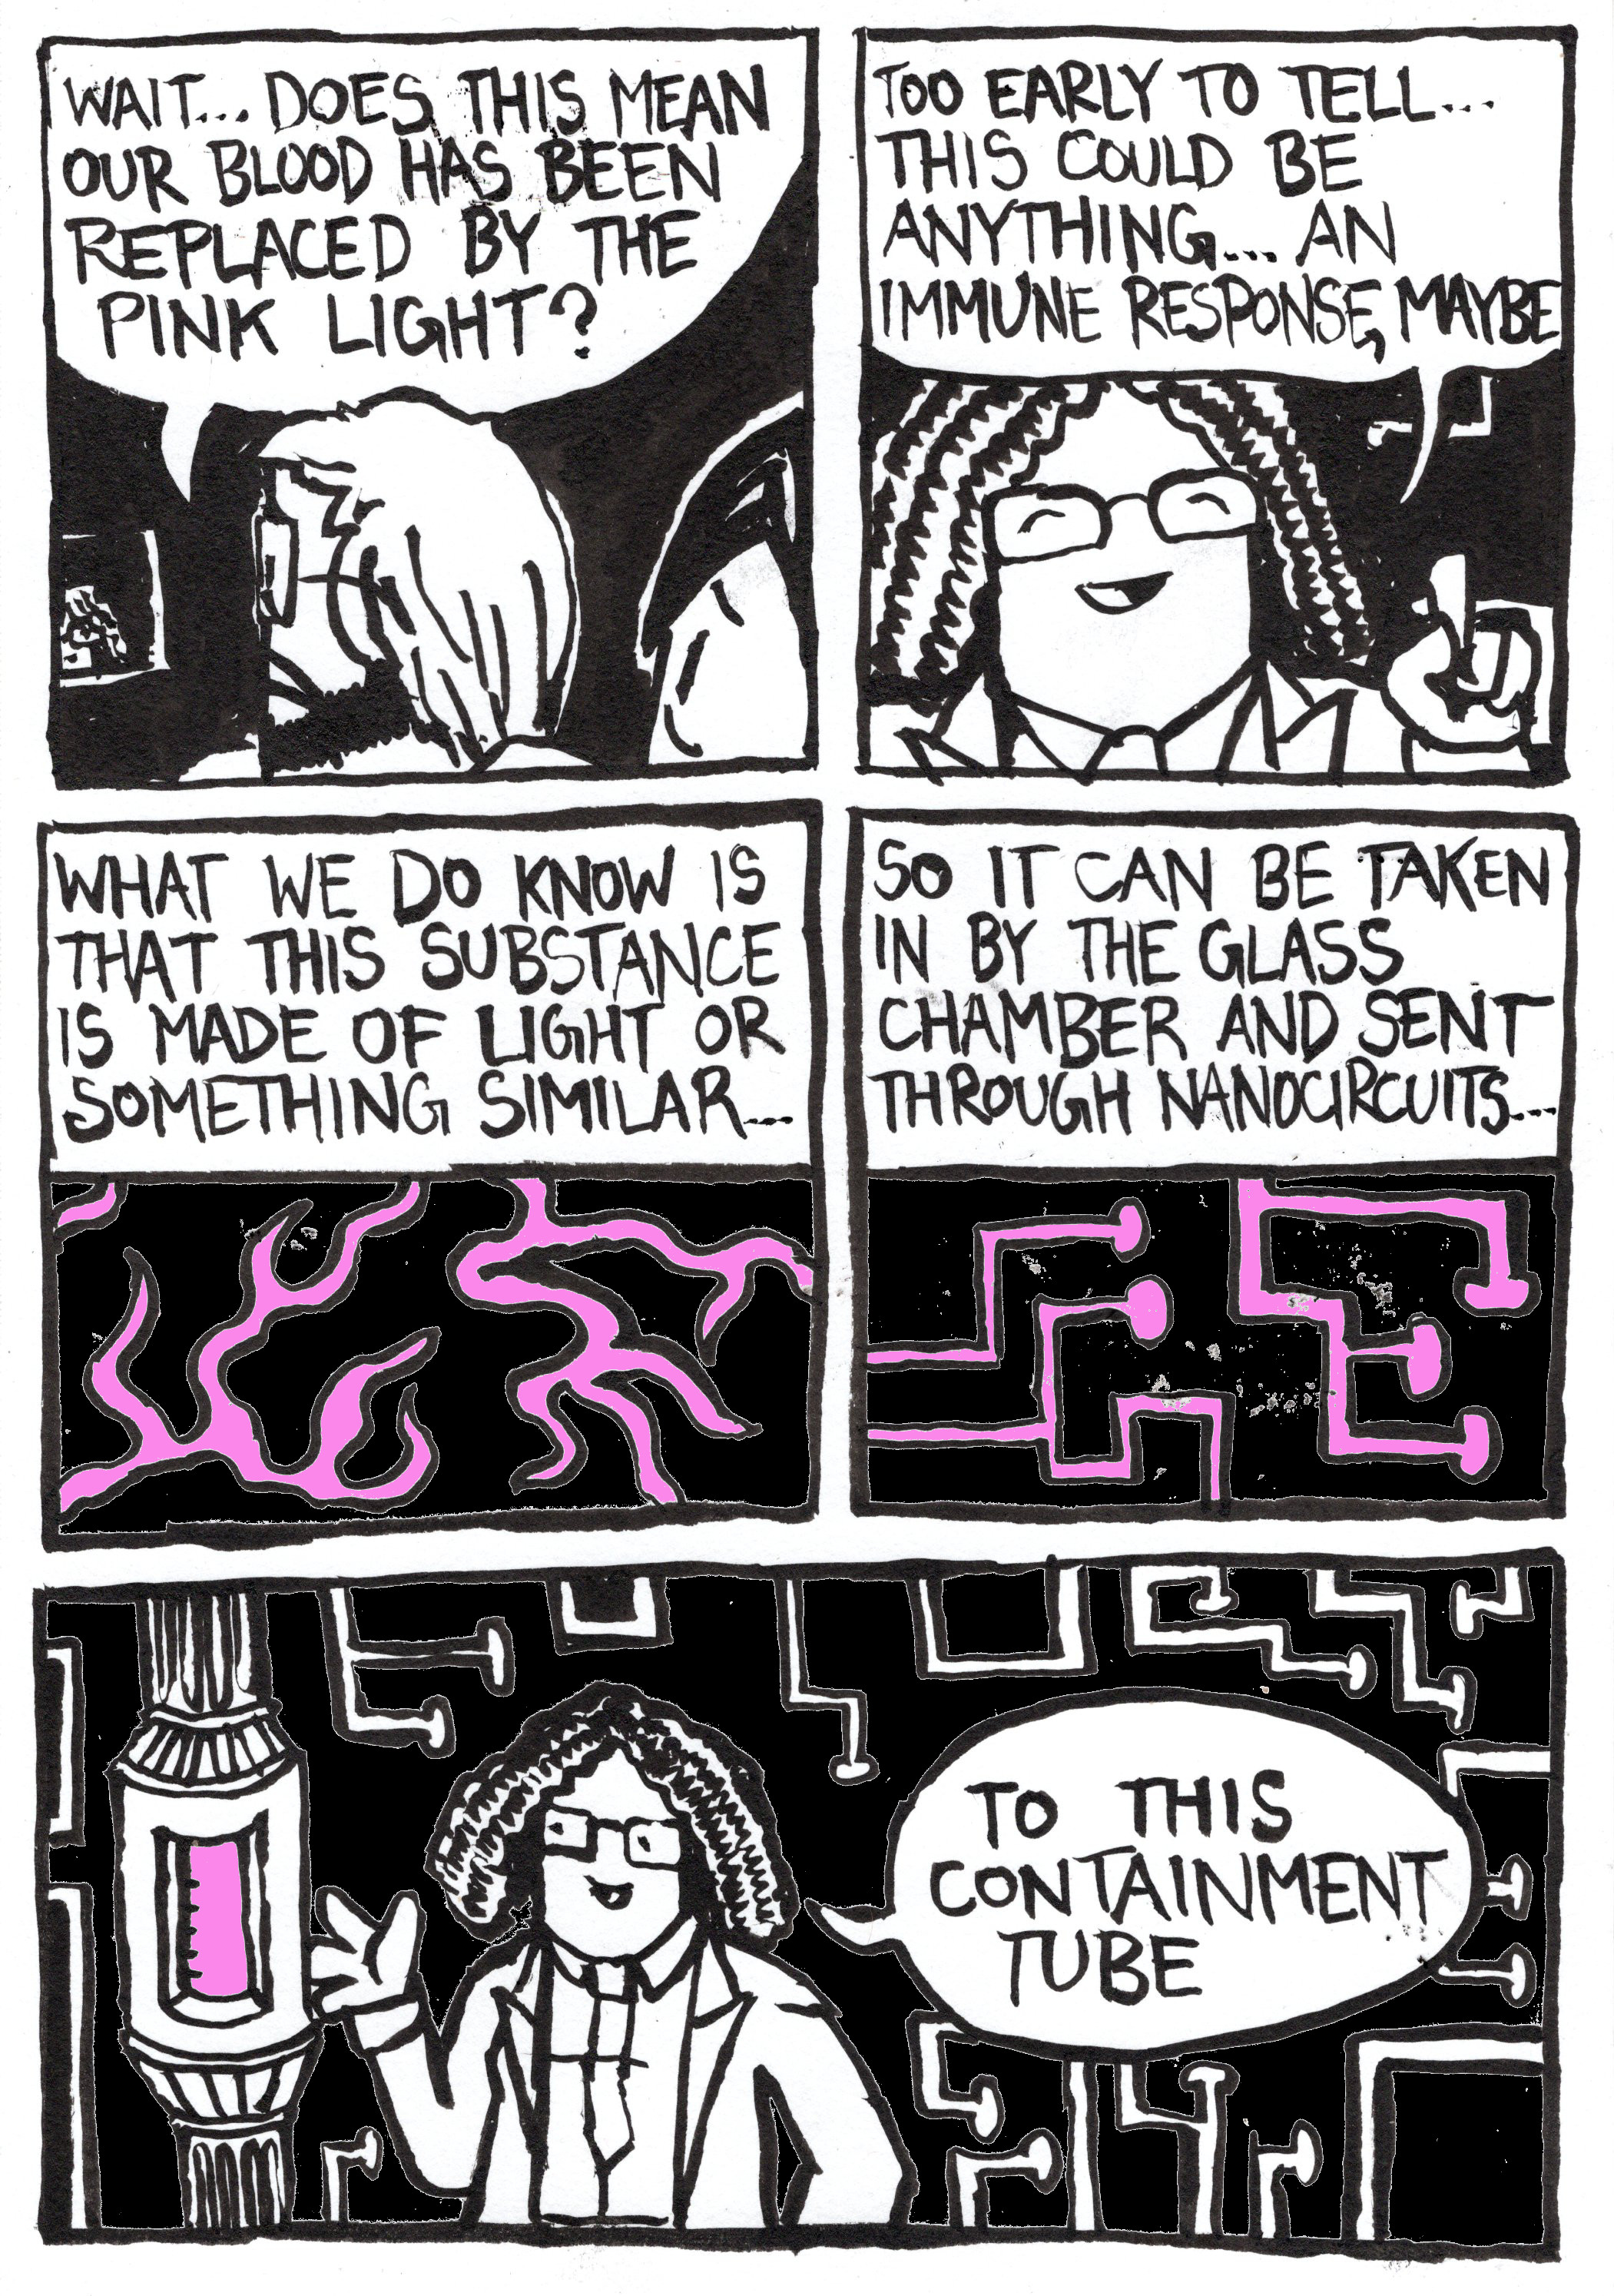 WAIT... DOES THIS MEAN
OUR BLOOD HAS BEEN
REPLACED BY THE
PINK LIGHT?
TOO EARLY TO TELL...
THIS COULD BE
ANYTHING... AN
IMMUNE RESPONSE, MAYBE
WHAT WE DO KNOW IS
THAT THIS SUBSTANCE
IS MADE OF LIGHT OR
SOMETHING SIMILAR...
SO IT CAN BE TAKEN
IN BY THE GLASS
CHAMBER AND SENT
THROUGH NANOCIRCUITS...
TO THIS
CONTAINMENT
TUBE